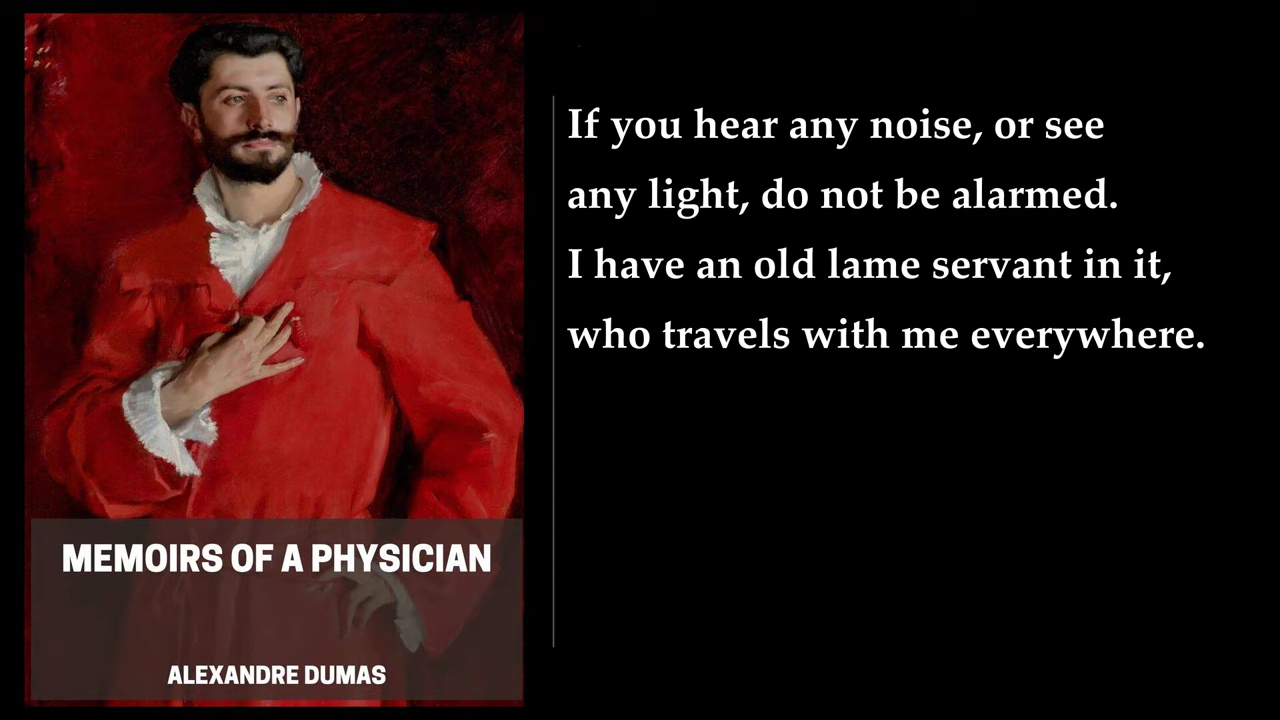 If you hear any noise, or see
any light, do not be alarmed.
I have an old lame servant in it,
who travels with me everywhere.
MEMOIRS OF A PHYSICIAN
ALEXANDRE DUMAS